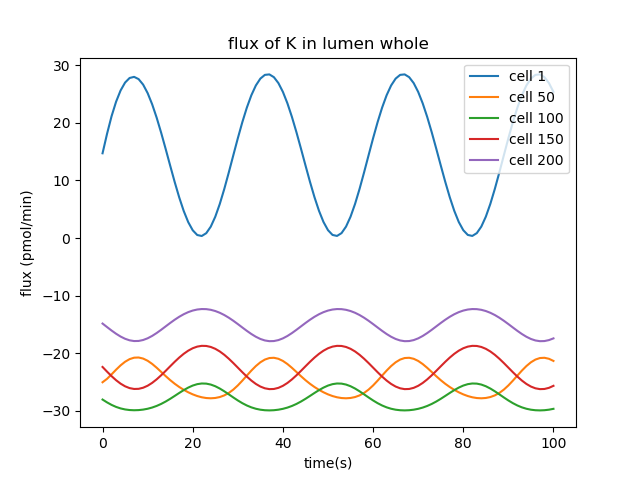 flux of K in lumen whole
30
20
10
0
−10
−20
−30
flux (pmol/min)
cell 1
cell 50
cell 100
cell 150
cell 200
0 20 40 60 80 100
time(s)